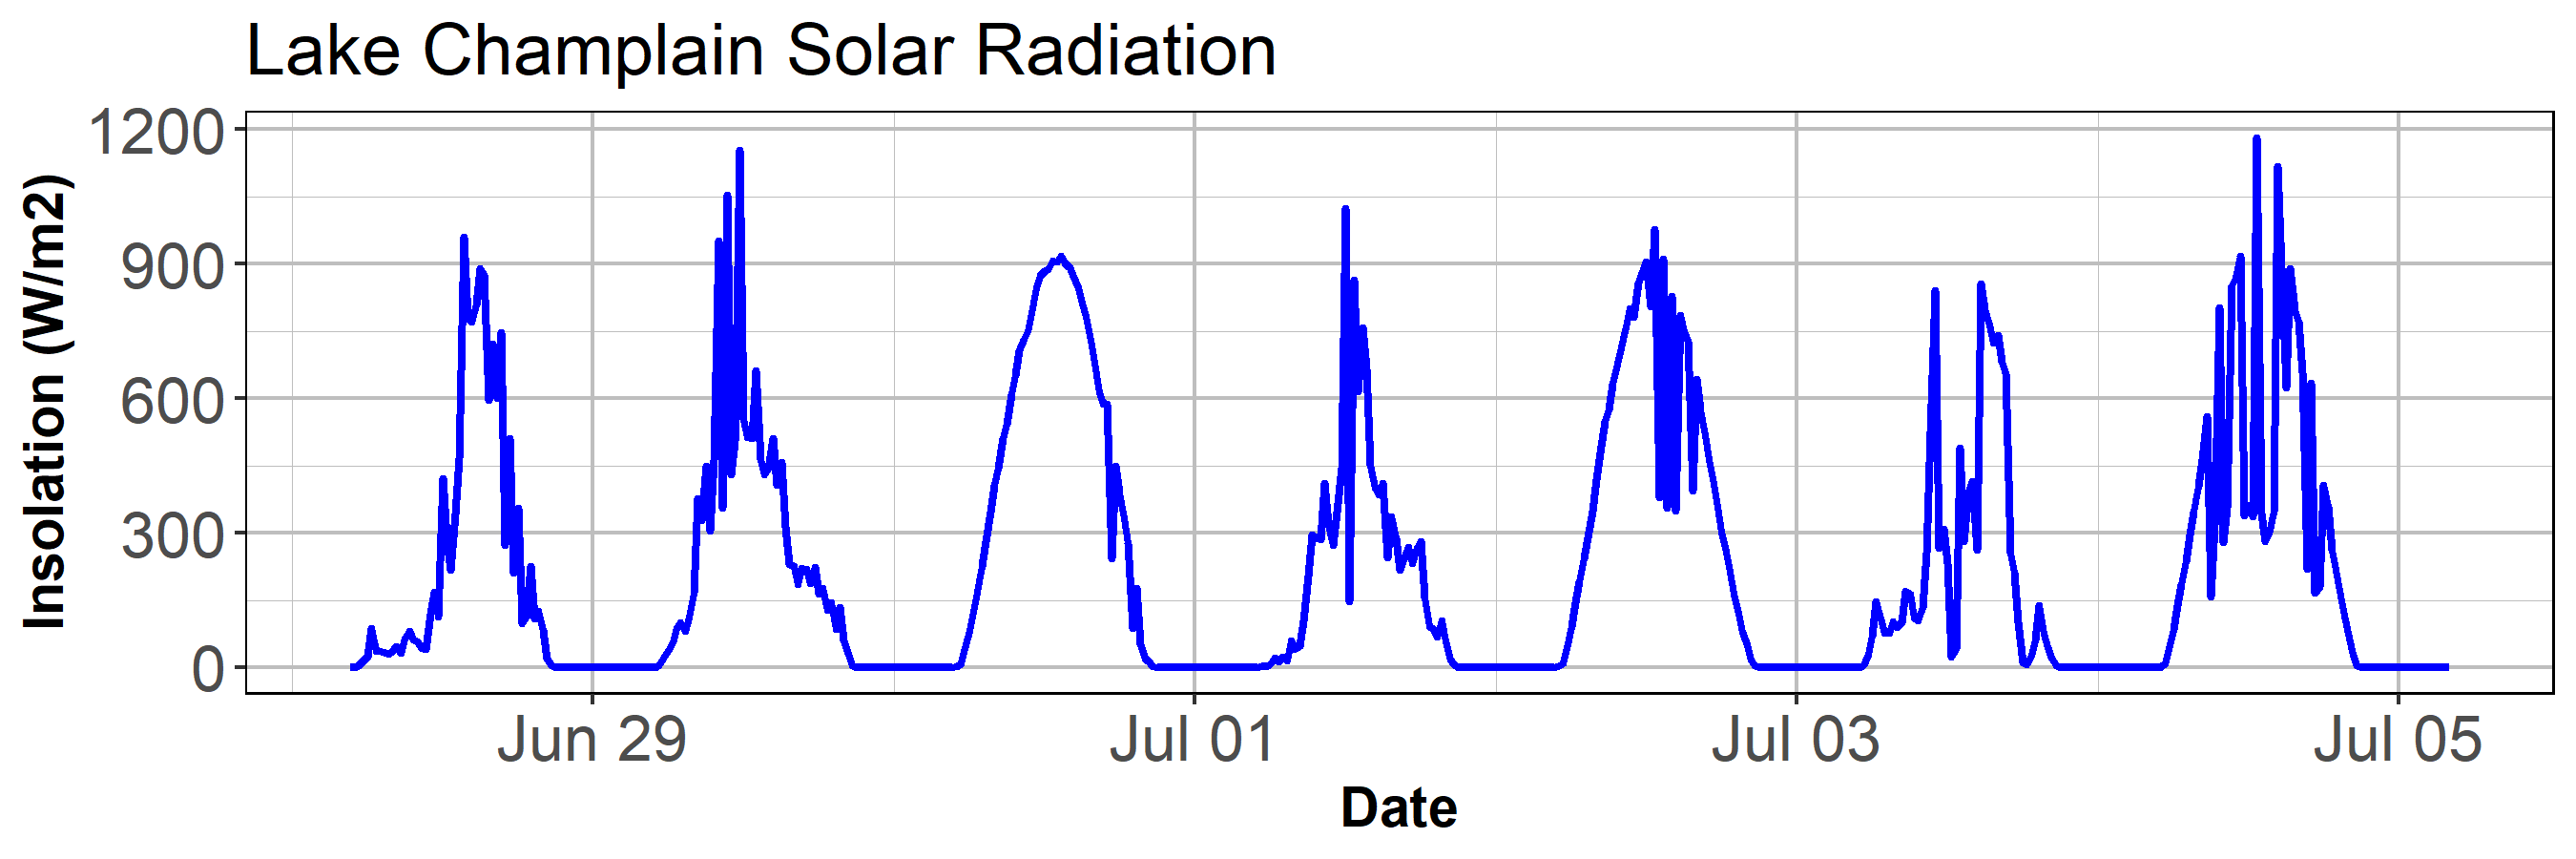 Lake Champlain Solar Radiation
1200
900
600
300
0
Insolation (W/m2)
Jun 29 Jul 01 Jul 03 Jul 05
Date